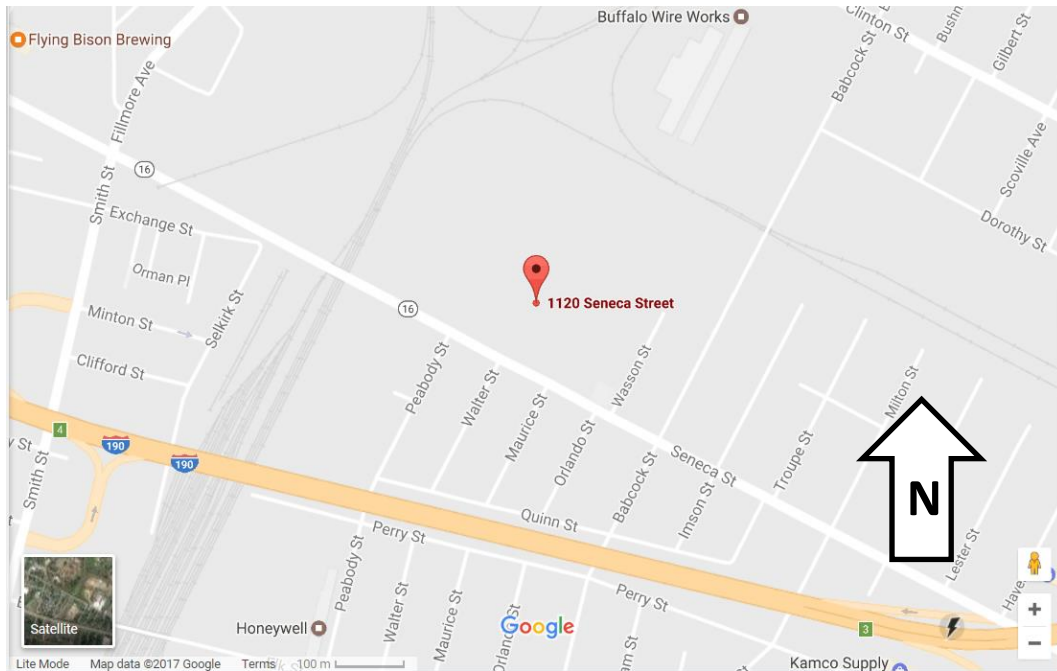 Buffalo Wire Works
Clinton St
Bushn
Gilbert St
Flying Bison Brewing
Fillmore Ave
Babcock St
Scoville Ave
16
Smith St
Exchange St
Dorothy St
Orman Pl
Selkirk St
16
1120 Seneca Street
Minton St
Clifford St
Peabody St
Walter St
Maurice St
Orlando St
Wasson St
Milton St
4
190
190
Smith St
Babcock St
Seneca St
Imson St
Troupe St
N
Quinn St
Perry St
Lester St
Peabody St
Walter St
Maurice St
Perry St
Satellite
Honeywell
Google
3
Kamco Supply
Lite Mode
Map data ©2017 Google
Terms
100 m